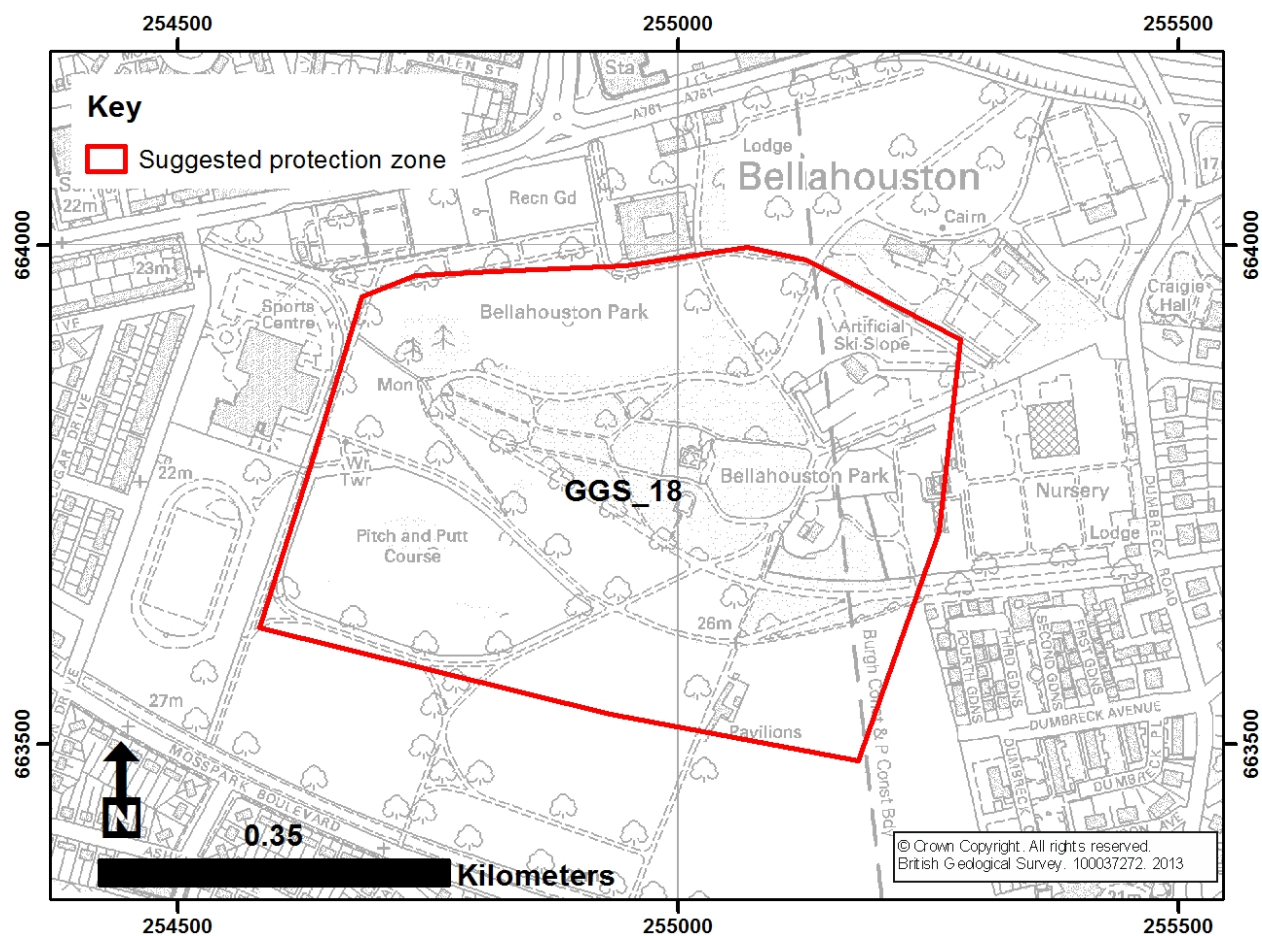 254500 255000 255500
SALEN ST
Sta
A761
A761
Key
Suggested protection zone
Lodge
Bellahouston
17
Recn Gd
22m
Cairn
664000
664000
23m
Sports
Centre
Craigie
Hall
Bellahouston Park
Artificial
Ski Slope
Mon
Wr
Twr
22m
Bellahouston Park
GGS_18
Nursery
DUMBRECK
ROAD
Pitch and Putt
Course
Lodge
26m
FOURTH GDNS
THIRD GDNS
SECOND GDNS
FIRST GDNS
Burgh Const & P Const Bdy
27m
DUMBRECK AVENUE
663500
663500
Pavilions
MOSSPARK BOULEVARD
DUMBRECK PL
N
0.35
Kilometers
© Crown Copyright. All rights reserved.
British Geological Survey. 100037272. 2013
254500 255000 255500